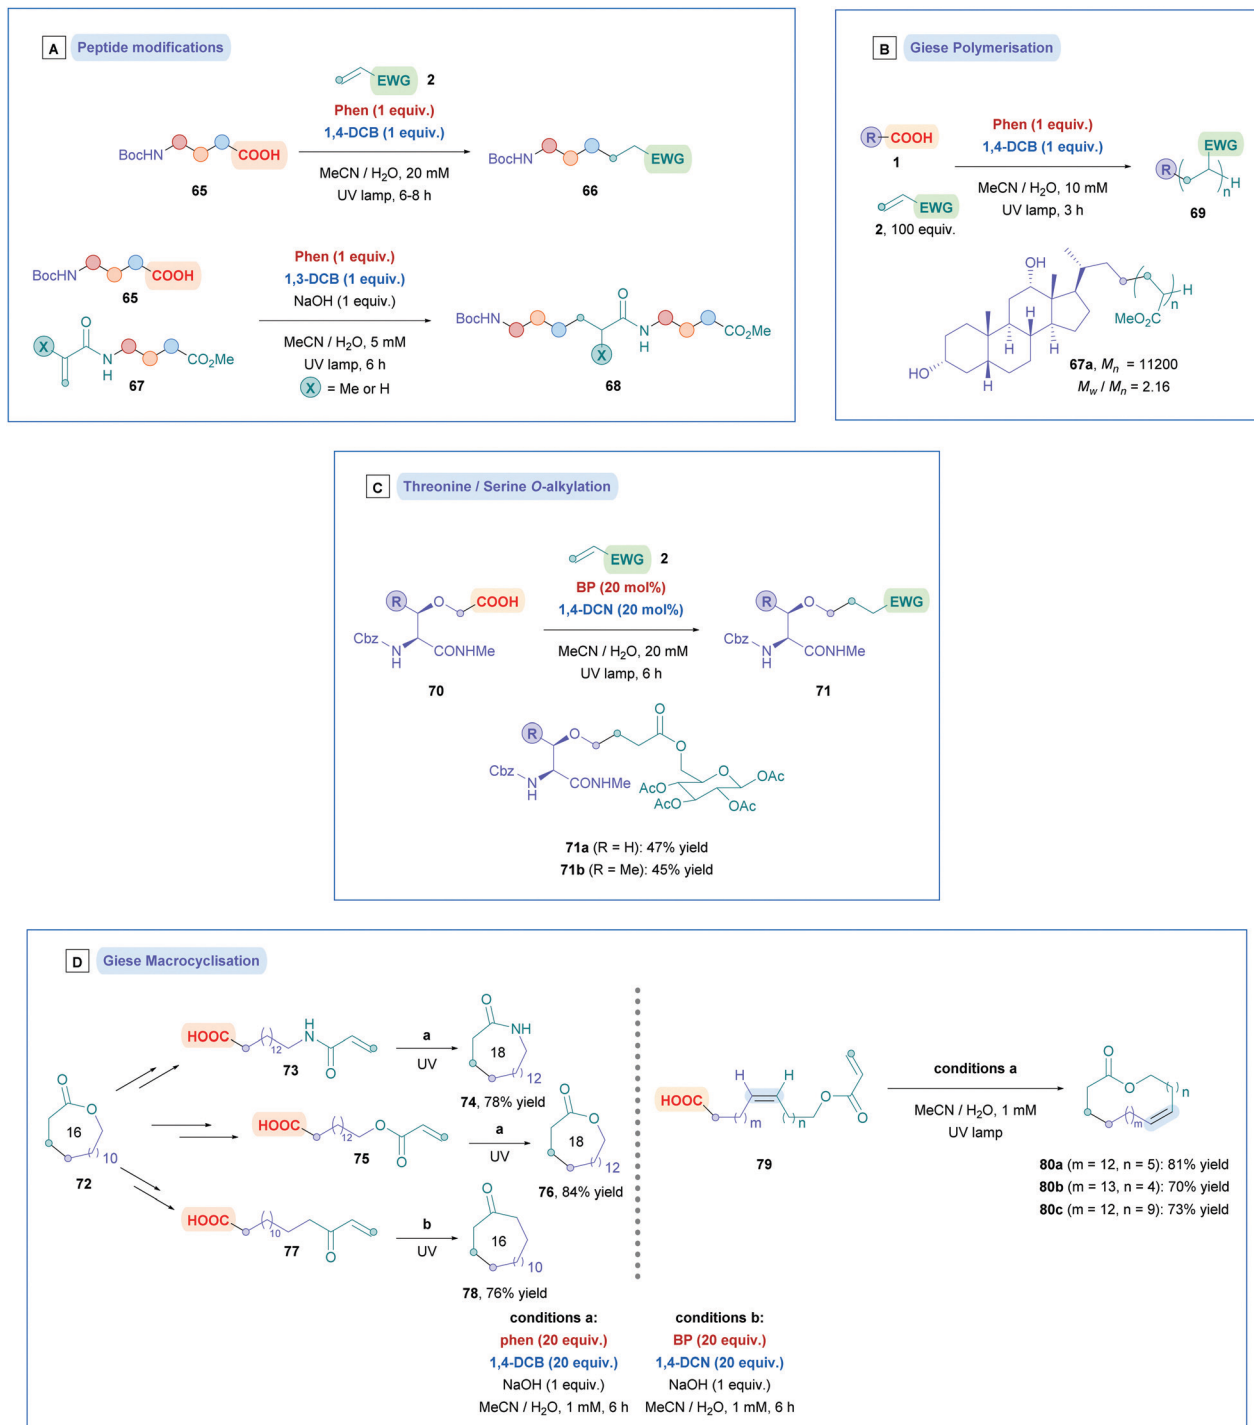 A Peptide modifications
EWG 2
Phen (1 equiv.)
1,4-DCB (1 equiv.)
BocHN COOH
65
MeCN / H₂O, 20 mM
UV lamp, 6-8 h
BocHN EWG
66
BocHN COOH
65
O
X
N
H
CO₂Me
67
Phen (1 equiv.)
1,3-DCB (1 equiv.)
NaOH (1 equiv.)
MeCN / H₂O, 5 mM
UV lamp, 6 h
X = Me or H
BocHN
O
X
N
H
CO₂Me
68
B Giese Polymerisation
R COOH
1
EWG
2, 100 equiv.
Phen (1 equiv.)
1,4-DCB (1 equiv.)
MeCN / H₂O, 10 mM
UV lamp, 3 h
EWG
R
n
H
69
OH
H
n
MeO₂C
H
H
H
HO
H
67a, Mn = 11200
Mw / Mn = 2.16
C Threonine / Serine O-alkylation
EWG 2
BP (20 mol%)
1,4-DCN (20 mol%)
MeCN / H₂O, 20 mM
UV lamp, 6 h
R O COOH
Cbz
N
H
CONHMe
70
R O EWG
Cbz
N
H
CONHMe
71
O
R O O
Cbz
N
H
CONHMe
O
OAc
AcO
AcO
OAc
71a (R = H): 47% yield
71b (R = Me): 45% yield
D Giese Macrocyclisation
O
O
16
10
72
HOOC
12
H
N
O
73
a
UV
O
NH
18
12
74, 78% yield
HOOC
12
O
O
75
a
UV
O
O
18
12
76, 84% yield
HOOC
10
O
77
b
UV
O
16
10
78, 76% yield
HOOC
m
H H
n
O
O
79
conditions a
MeCN / H₂O, 1 mM
UV lamp
O
O
n
m
80a (m = 12, n = 5): 81% yield
80b (m = 13, n = 4): 70% yield
80c (m = 12, n = 9): 73% yield
conditions a:
phen (20 equiv.)
1,4-DCB (20 equiv.)
NaOH (1 equiv.)
MeCN / H₂O, 1 mM, 6 h
conditions b:
BP (20 equiv.)
1,4-DCN (20 equiv.)
NaOH (1 equiv.)
MeCN / H₂O, 1 mM, 6 h